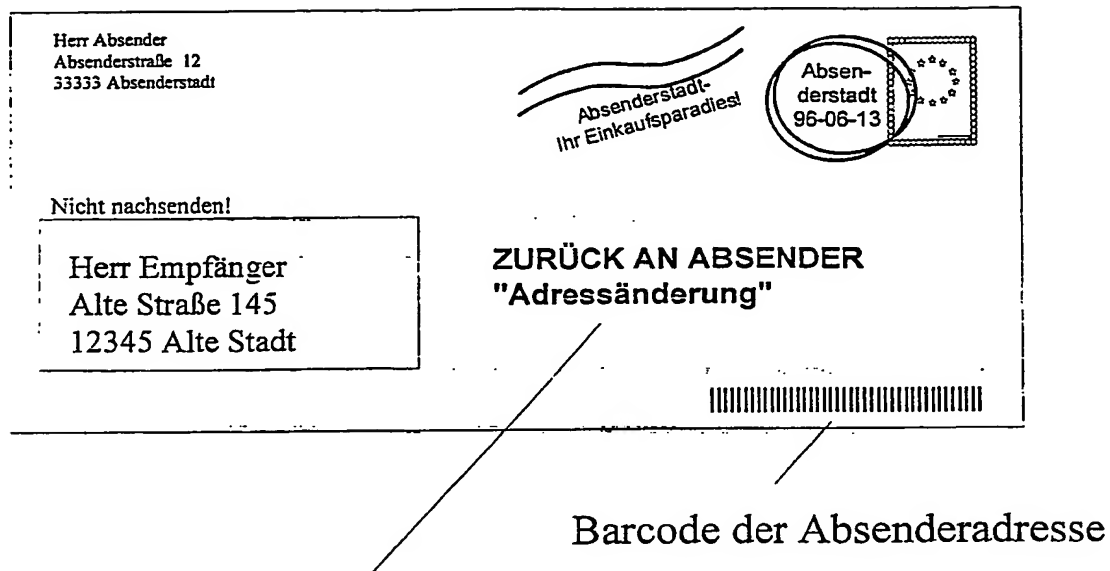 Herr Absender
Absenderstraße 12
33333 Absenderstadt
Absenderstadt-
Ihr Einkaufsparadies!
Absen-
derstadt
96-06-13
Nicht nachsenden!
Herr Empfänger
Alte Straße 145
12345 Alte Stadt
ZURÜCK AN ABSENDER
"Adressänderung"
Barcode der Absenderadresse